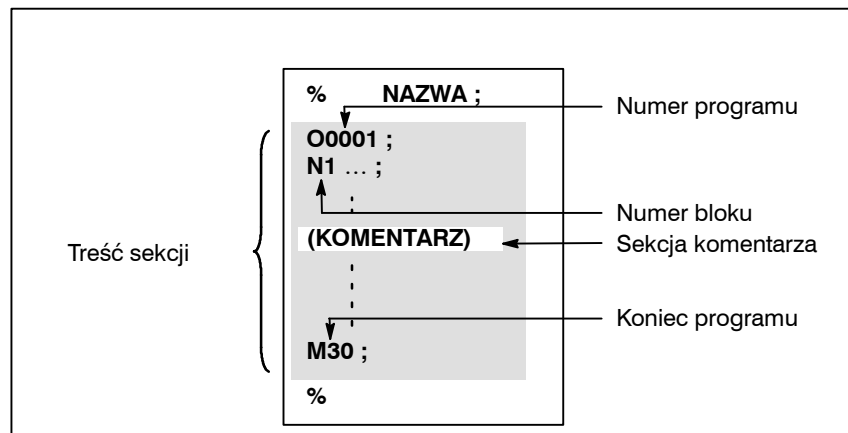 % NAZWA ;
Numer programu
O0001 ;
N1 ... ;
Numer bloku
(KOMENTARZ)
Sekcja komentarza
Treść sekcji
Koniec programu
M30 ;
%